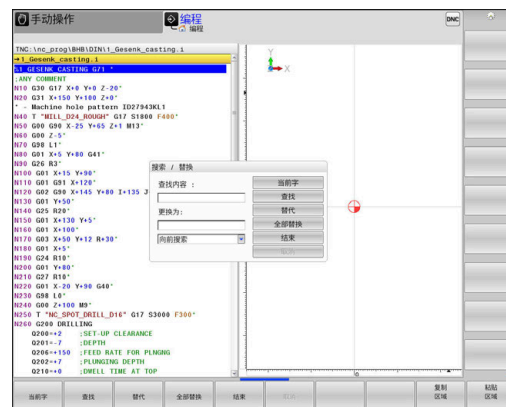 手动操作
编程
编程
DNC
TNC:\nc_prog\BHB\DIN\1_Gesenk_casting.i
→1_Gesenk_casting.i
%1_GESENK_CASTING G71 *
;ANY COMMENT
N10 G30 G17 X+0 Y+0 Z-20*
N20 G31 X+150 Y+100 Z+0*
* - Machine hole pattern ID27943KL1
N40 T "MILL_D24_ROUGH" G17 S1800 F400*
N50 G00 G90 X-25 Y+65 Z+1 M13*
N60 G00 Z-5*
N70 G98 L1*
N80 G01 X+5 Y+80 G41*
N90 G26 R3*
N100 G01 X+15 Y+90*
N110 G01 G91 X+120*
N120 G02 G90 X+145 Y+80 I+135 J
N130 G01 Y+50*
N140 G25 R20*
N150 G01 X+130 Y+5*
N160 G01 X+100*
N170 G03 X+50 Y+12 R+30*
N180 G01 X+5*
N190 G24 R10*
N200 G01 Y+80*
N210 G27 R10*
N220 G01 X-20 Y+90 G40*
N230 G98 L0*
N240 G00 Z+100 M9*
N250 T "NC_SPOT_DRILL_D16" G17 S3000 F300*
N260 G200 DRILLING
Q200=+2 ;SET-UP CLEARANCE
Q201=-7 ;DEPTH
Q206=+150 ;FEED RATE FOR PLNGNG
Q202=+7 ;PLUNGING DEPTH
Q210=+0 ;DWELL TIME AT TOP
Y
X
搜索 / 替换
查找内容 :
更换为:
向前搜索
当前字
查找
替代
全部替换
结束
取消
0
当前字
查找
替代
全部替换
结束
取消
复制
区域
粘贴
区域